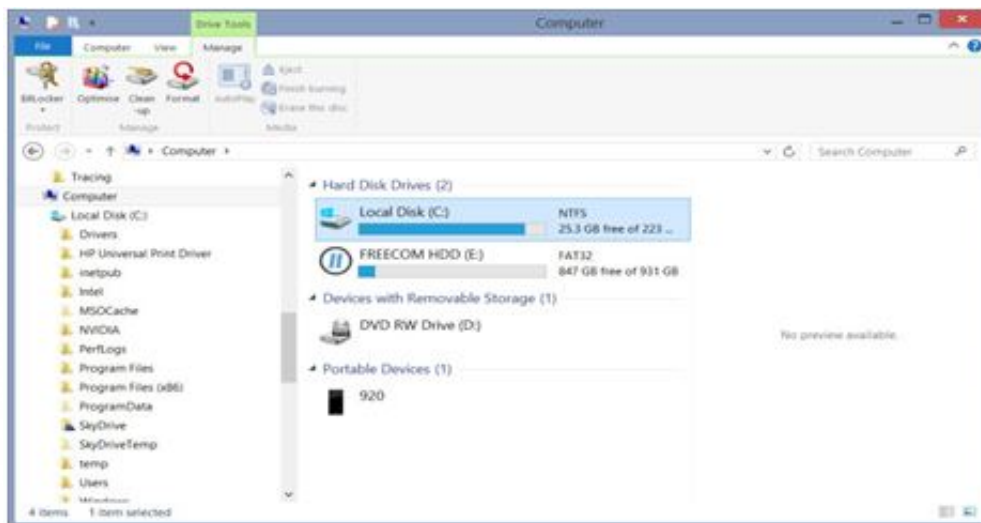 Drive Tools
Computer
File
Computer
View
Manage
BitLocker
Optimise
Clean
-up
Format
AutoPlay
Eject
Finish burning
Erase this disc
Protect
Manage
Media
Computer
Search Computer
Tracing
Computer
Local Disk (C:)
Drivers
HP Universal Print Driver
inetpub
Intel
MSOCache
NVIDIA
PerfLogs
Program Files
Program Files (x86)
ProgramData
SkyDrive
SkyDriveTemp
temp
Users
Windows
Hard Disk Drives (2)
Local Disk (C:)
NTFS
25.3 GB free of 223 ...
FREECOM HDD (E:)
FAT32
847 GB free of 931 GB
Devices with Removable Storage (1)
DVD RW Drive (D:)
Portable Devices (1)
920
No preview available.
4 items 1 item selected